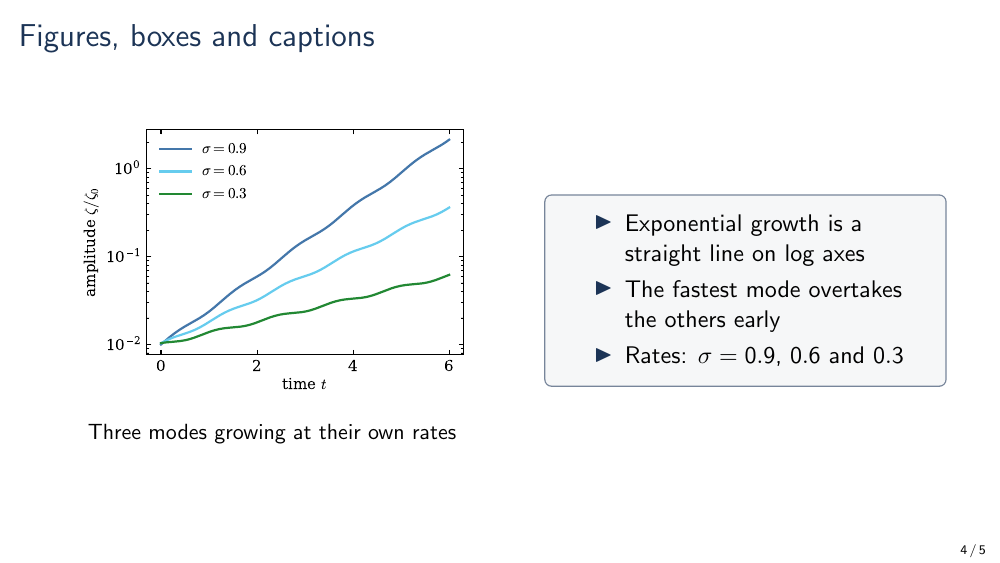 Figures, boxes and captions
σ = 0.9
σ = 0.6
σ = 0.3
10⁰
10⁻¹
10⁻²
amplitude ζ/ζ₀
0 2 4 6
time t
Three modes growing at their own rates
▶ Exponential growth is a
straight line on log axes
▶ The fastest mode overtakes
the others early
▶ Rates: σ = 0.9, 0.6 and 0.3
4 / 5